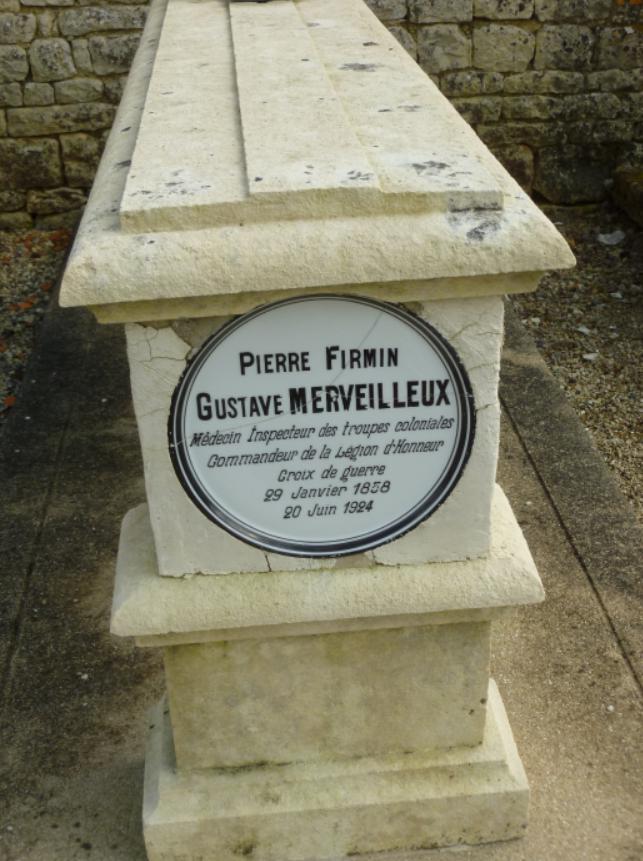 PIERRE FIRMIN
GUSTAVE MERVEILLEUX
Médecin Inspecteur des troupes coloniales
Commandeur de la Légion d'Honneur
Croix de guerre
29 Janvier 1858
20 Juin 1924